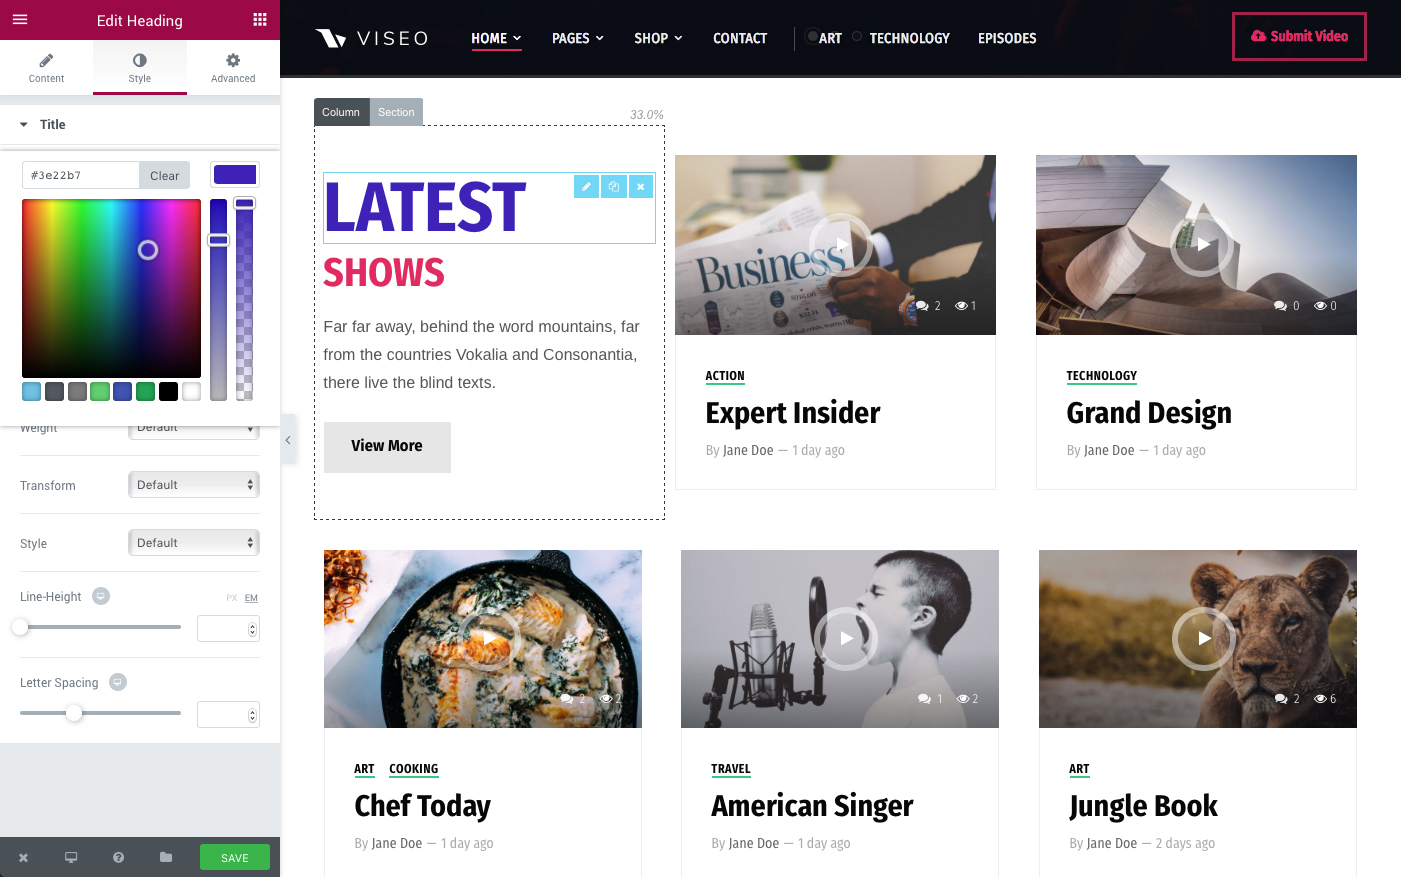 Edit Heading
Content
Style
Advanced
Title
#3e22b7
Clear
Weight
Default
Transform
Default
Style
Default
Line-Height
PX EM
Letter Spacing
SAVE
VISEO
HOME
PAGES
SHOP
CONTACT
ART
TECHNOLOGY
EPISODES
Submit Video
Column
Section
33.0%
LATEST
SHOWS
Far far away, behind the word mountains, far
from the countries Vokalia and Consonantia,
there live the blind texts.
View More
Business
2 1
ACTION
Expert Insider
By Jane Doe — 1 day ago
0 0
TECHNOLOGY
Grand Design
By Jane Doe — 1 day ago
2 2
ART COOKING
Chef Today
By Jane Doe — 1 day ago
1 2
TRAVEL
American Singer
By Jane Doe — 1 day ago
2 6
ART
Jungle Book
By Jane Doe — 2 days ago